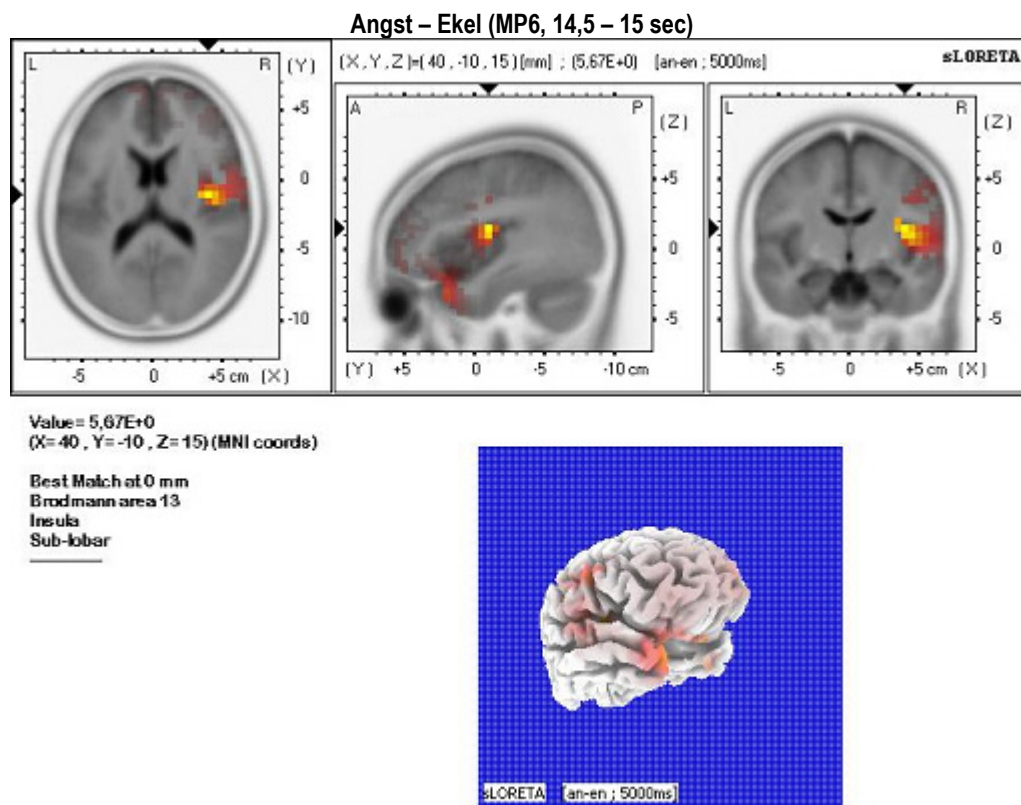 Angst – Ekel (MP6, 14,5 – 15 sec)
L R (Y) (X, Y, Z)=( 40 , -10 , 15 ) [mm] ; (5,67E+0) [an-en ; 5000ms] sLORETA
A P (Z) L R (Z)
+5 +5 +5
0 0 0
-5 -5 -5
-10
-5 0 +5 cm (X) (Y) +5 0 -5 -10 cm -5 0 +5 cm (X)
Value= 5,67E+0
(X= 40 , Y= -10 , Z= 15) (MNI coords)
Best Match at 0 mm
Brodmann area 13
Insula
Sub-lobar
sLORETA [an-en ; 5000ms]